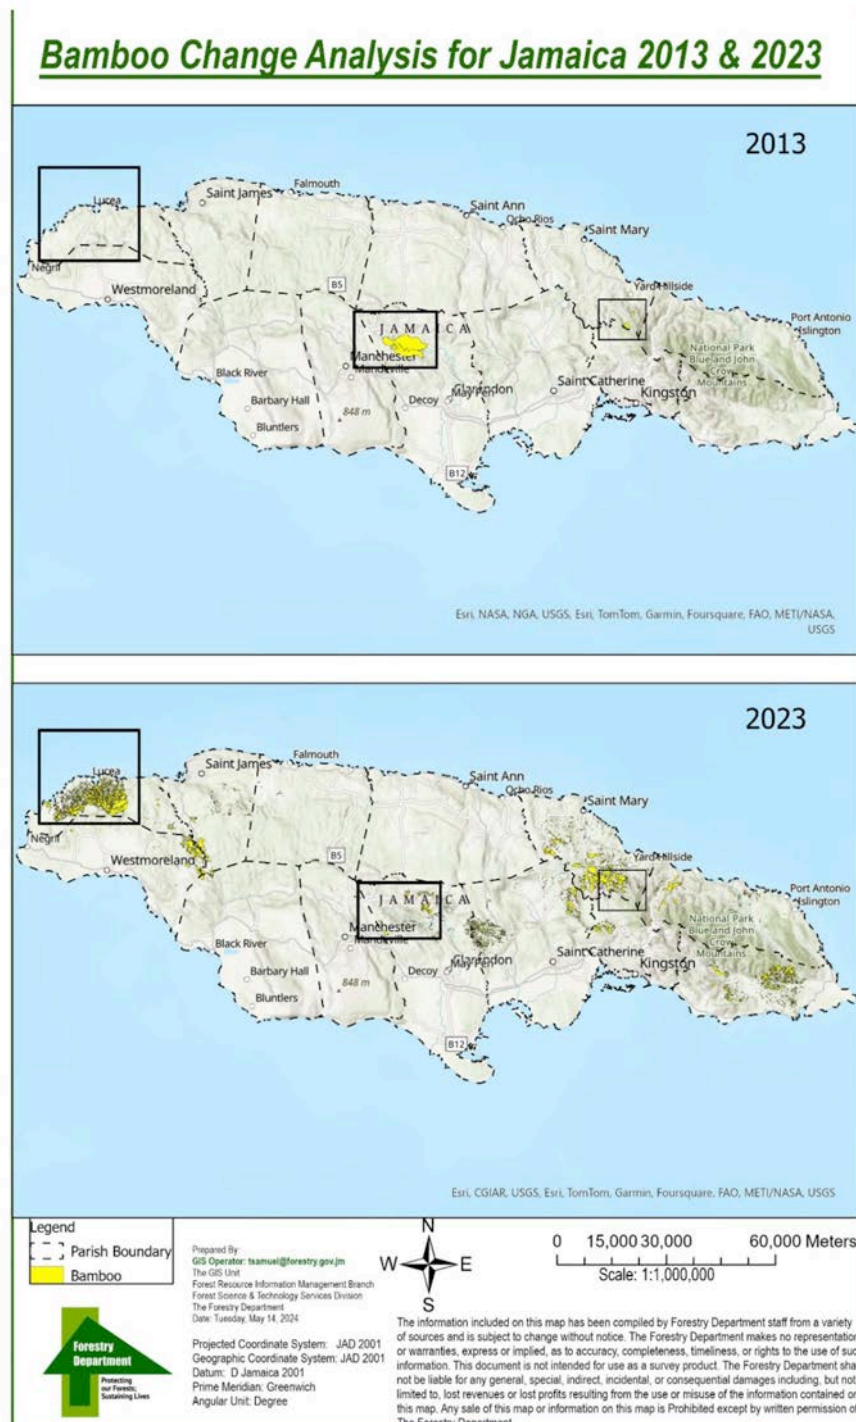 Bamboo Change Analysis for Jamaica 2013 & 2023
2013
Lucea
Saint James
Falmouth
Saint Ann
Ocho Rios
Saint Mary
Negril
Westmoreland
B5
Yard Hillside
Port Antonio
Islington
JAMAICA
National Park
Blue and John
Crow
Mountains
Manchester
Mandeville
Black River
Barbary Hall
848 m
Decoy
May Pen
Clarendon
Saint Catherine
Kingston
Bluntlers
B12
Esri, NASA, NGA, USGS, Esri, TomTom, Garmin, Foursquare, FAO, METI/NASA,
USGS
2023
Lucea
Saint James
Falmouth
Saint Ann
Ocho Rios
Saint Mary
Negril
Westmoreland
B5
Yard Hillside
Port Antonio
Islington
JAMAICA
National Park
Blue and John
Crow
Mountains
Manchester
Mandeville
Black River
Barbary Hall
848 m
Decoy
May Pen
Clarendon
Saint Catherine
Kingston
Bluntlers
B12
Esri, CGIAR, USGS, Esri, TomTom, Garmin, Foursquare, FAO, METI/NASA, USGS
Legend
Parish Boundary
Bamboo
Forestry
Department
Protecting
our Forests;
Sustaining Lives
Prepared By:
GIS Operator: tsamuel@forestry.gov.jm
The GIS Unit
Forest Resource Information Management Branch
Forest Science & Technology Services Division
The Forestry Department
Date: Tuesday, May 14, 2024
Projected Coordinate System: JAD 2001
Geographic Coordinate System: JAD 2001
Datum: D Jamaica 2001
Prime Meridian: Greenwich
Angular Unit: Degree
N
W E
S
0 15,000 30,000 60,000 Meters
Scale: 1:1,000,000
The information included on this map has been compiled by Forestry Department staff from a variety
of sources and is subject to change without notice. The Forestry Department makes no representation
or warranties, express or implied, as to accuracy, completeness, timeliness, or rights to the use of suc
information. This document is not intended for use as a survey product. The Forestry Department sha
not be liable for any general, special, indirect, incidental, or consequential damages including, but not
limited to, lost revenues or lost profits resulting from the use or misuse of the information contained on
this map. Any sale of this map or information on this map is Prohibited except by written permission of
The Forestry Department